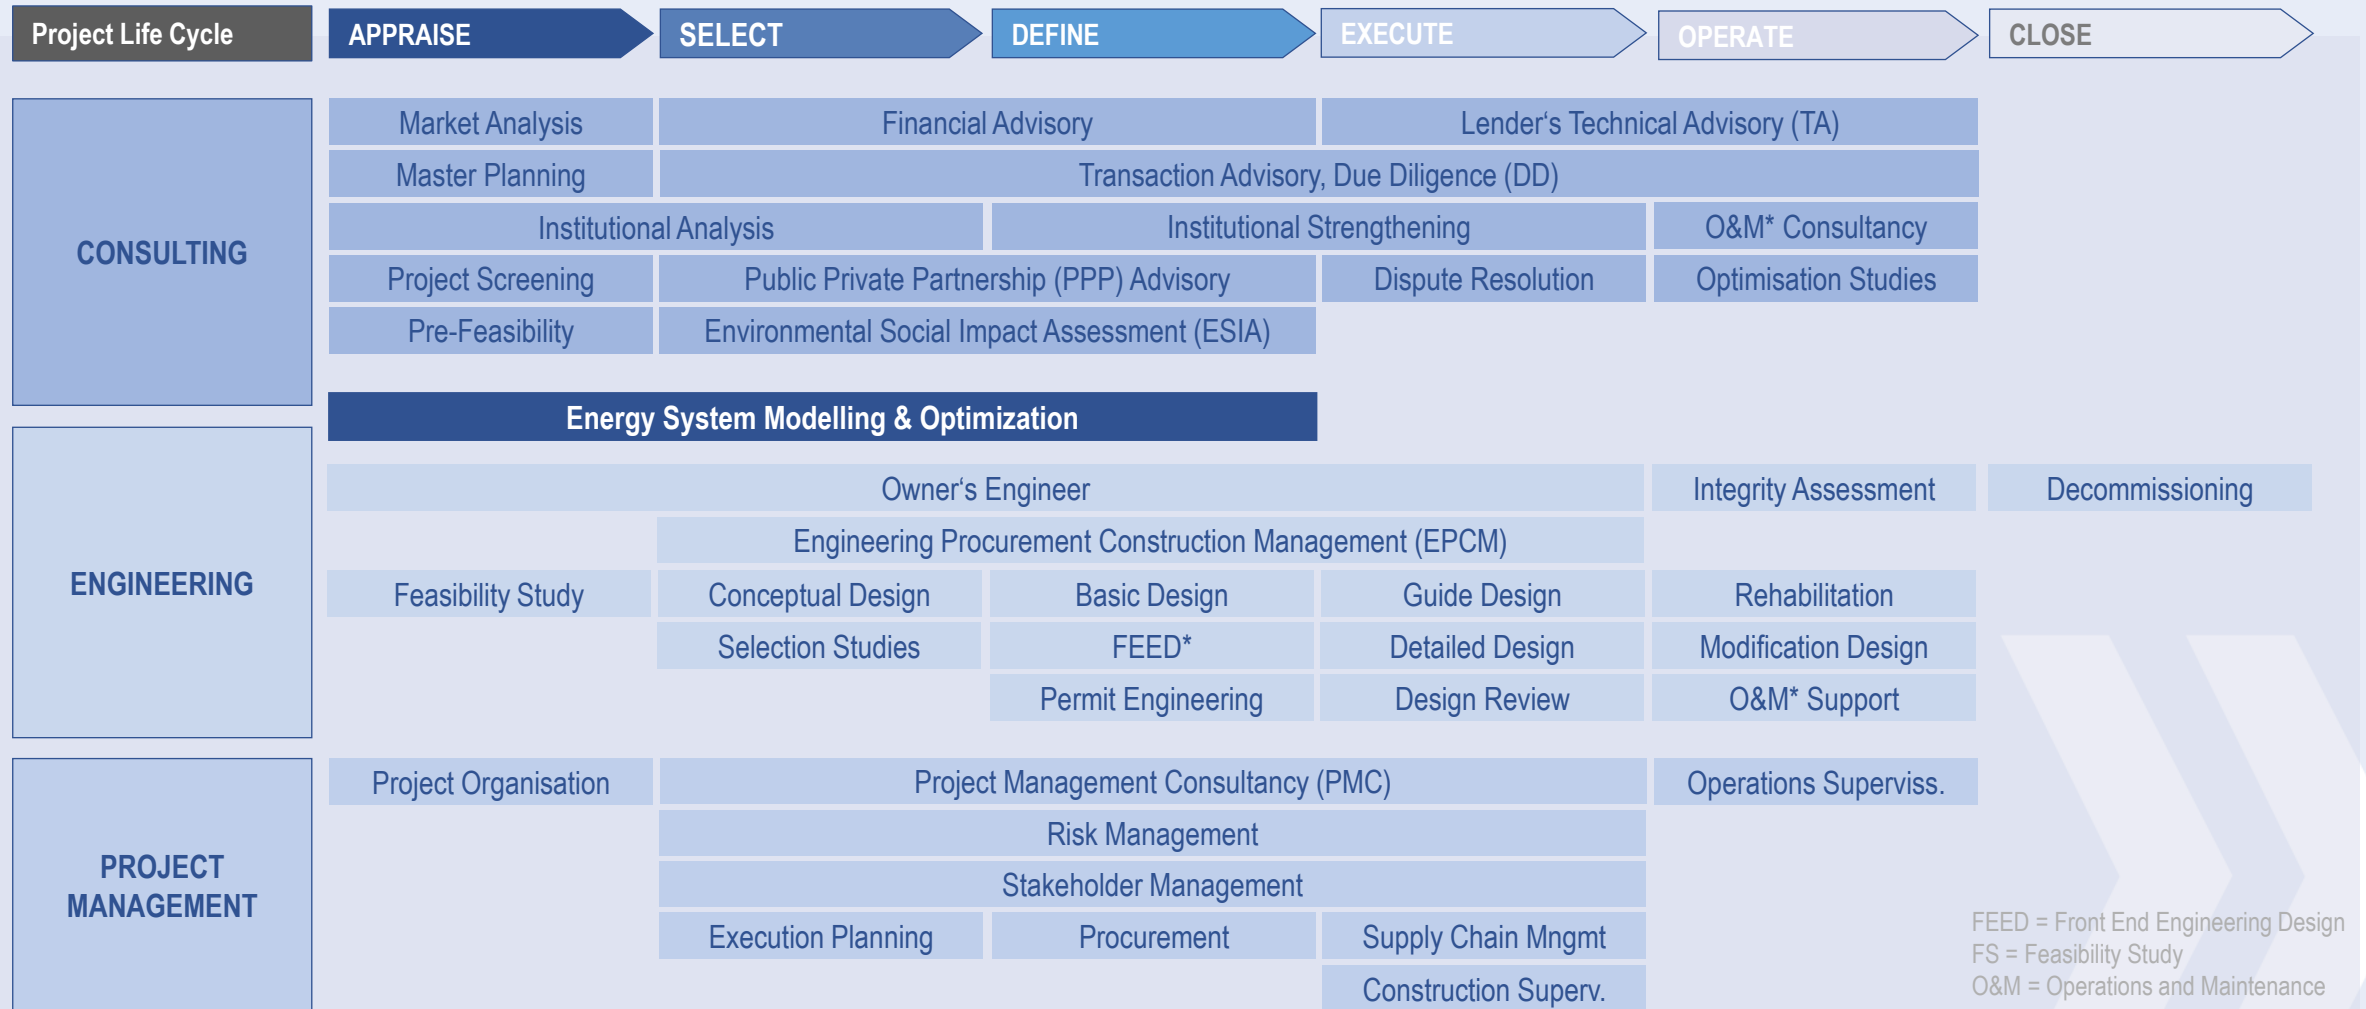 Project Life Cycle
APPRAISE
SELECT
DEFINE
EXECUTE
OPERATE
CLOSE
CONSULTING
Market Analysis
Financial Advisory
Lender‘s Technical Advisory (TA)
Master Planning
Transaction Advisory, Due Diligence (DD)
Institutional Analysis
Institutional Strengthening
O&M* Consultancy
Project Screening
Public Private Partnership (PPP) Advisory
Dispute Resolution
Optimisation Studies
Pre-Feasibility
Environmental Social Impact Assessment (ESIA)
Energy System Modelling & Optimization
ENGINEERING
Owner‘s Engineer
Integrity Assessment
Decommissioning
Engineering Procurement Construction Management (EPCM)
Feasibility Study
Conceptual Design
Basic Design
Guide Design
Rehabilitation
Selection Studies
FEED*
Detailed Design
Modification Design
Permit Engineering
Design Review
O&M* Support
PROJECT
MANAGEMENT
Project Organisation
Project Management Consultancy (PMC)
Operations Superviss.
Risk Management
Stakeholder Management
Execution Planning
Procurement
Supply Chain Mngmt
Construction Superv.
FEED = Front End Engineering Design
FS = Feasibility Study
O&M = Operations and Maintenance